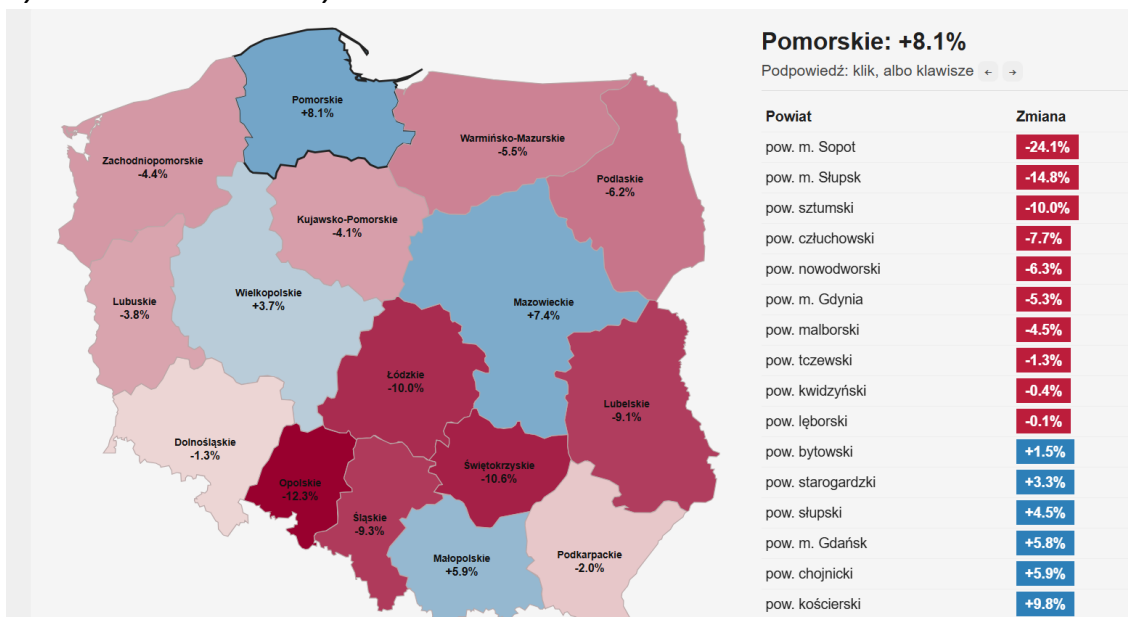 Pomorskie: +8.1%
Podpowiedź: klik, albo klawisze ← →
Powiat Zmiana
pow. m. Sopot -24.1%
pow. m. Słupsk -14.8%
pow. sztumski -10.0%
pow. człuchowski -7.7%
pow. nowodworski -6.3%
pow. m. Gdynia -5.3%
pow. malborski -4.5%
pow. tczewski -1.3%
pow. kwidzyński -0.4%
pow. lęborski -0.1%
pow. bytowski +1.5%
pow. starogardzki +3.3%
pow. słupski +4.5%
pow. m. Gdańsk +5.8%
pow. chojnicki +5.9%
pow. kościerski +9.8%
Pomorskie
+8.1%
Warmińsko-Mazurskie
-5.5%
Zachodniopomorskie
-4.4%
Podlaskie
-6.2%
Kujawsko-Pomorskie
-4.1%
Wielkopolskie
+3.7%
Lubuskie
-3.8%
Mazowieckie
+7.4%
Łódzkie
-10.0%
Lubelskie
-9.1%
Dolnośląskie
-1.3%
Świętokrzyskie
-10.6%
Opolskie
-12.3%
Śląskie
-9.3%
Małopolskie
+5.9%
Podkarpackie
-2.0%